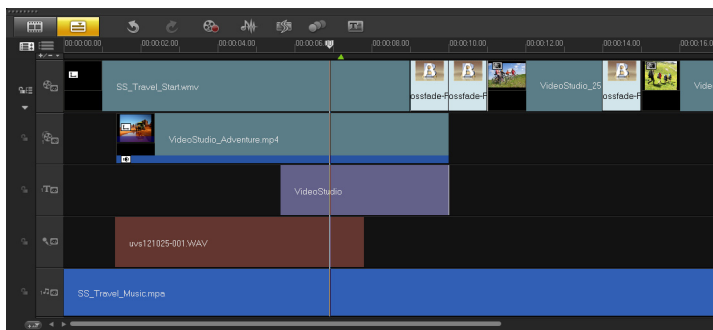 00:00:00.00 00:00:02.00 00:00:04.00 00:00:06 00:00:08.00 00:00:10.00 00:00:12.00 00:00:14.00 00:00:16.0
SS_Travel_Start.wmv
B B B
ossfade-F ossfade-F VideoStudio_25 ossfade-F Vide
VideoStudio_Adventure.mp4
T VideoStudio
uvs121025-001.WAV
SS_Travel_Music.mpa